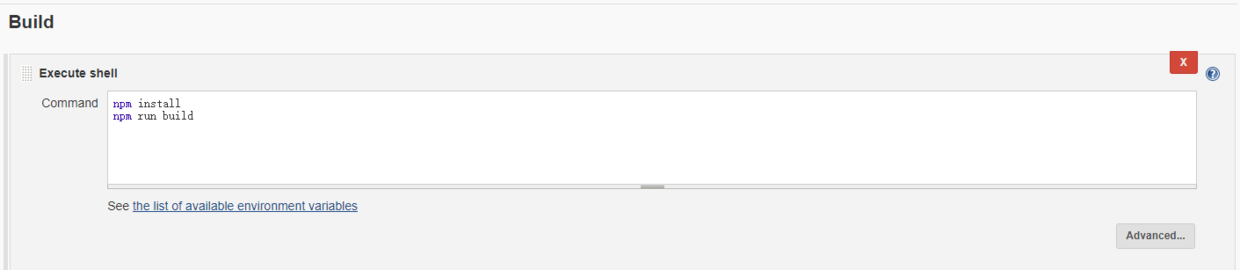 Build
Execute shell
X
?
Command
npm install
npm run build
See the list of available environment variables
Advanced...